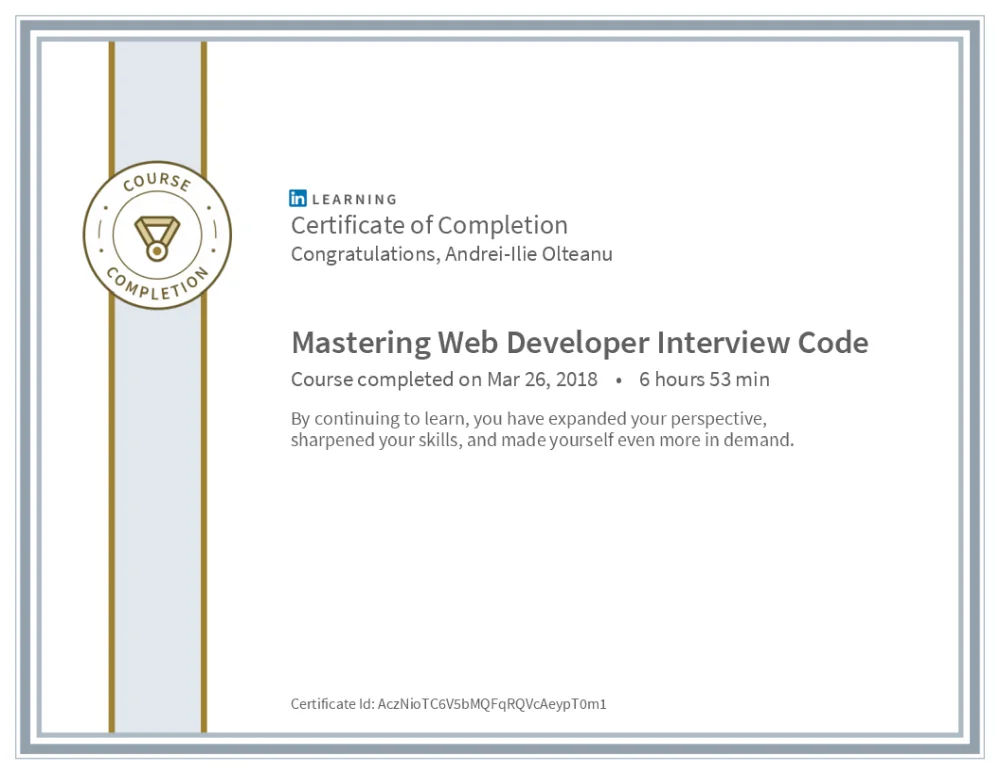 COURSE
COMPLETION
in LEARNING
Certificate of Completion
Congratulations, Andrei-Ilie Olteanu
Mastering Web Developer Interview Code
Course completed on Mar 26, 2018 • 6 hours 53 min
By continuing to learn, you have expanded your perspective,
sharpened your skills, and made yourself even more in demand.
Certificate Id: AczNioTC6V5bMQFqRQVcAeypT0m1